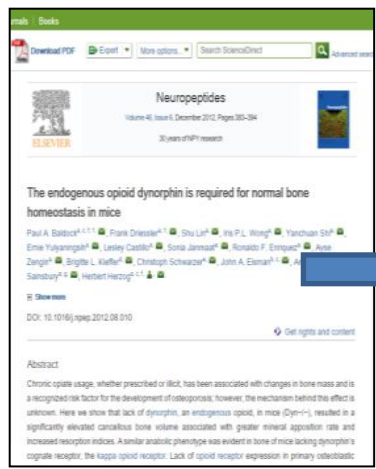 rnals | Books
Download PDF Export More options... Search ScienceDirect Advanced searc
ELSEVIER
Neuropeptides
Volume 46, Issue 6, December 2012, Pages 383–394
30 years of NPY research
The endogenous opioid dynorphin is required for normal bone
homeostasis in mice
Paul A. Baldock, Frank Driessler, Shu Lin, Iris P.L. Wong, Yanchuan Shi,
Ernie Yulyaningsih, Lesley Castillo, Sonia Janmaat, Ronaldo F. Enriquez, Ayse
Zengin, Brigitte L. Kieffer, Christoph Schwarzer, John A. Eisman,
Sainsbury, Herbert Herzog
Show more
DOI: 10.1016/j.npep.2012.08.010
Get rights and content
Abstract
Chronic opiate usage, whether prescribed or illicit, has been associated with changes in bone mass and is
a recognized risk factor for the development of osteoporosis; however, the mechanism behind this effect is
unknown. Here we show that lack of dynorphin, an endogenous opioid, in mice (Dyn−/−), resulted in a
significantly elevated cancellous bone volume associated with greater mineral apposition rate and
increased resorption indices. A similar anabolic phenotype was evident in bone of mice lacking dynorphin's
cognate receptor, the kappa opioid receptor. Lack of opioid receptor expression in primary osteoblastic